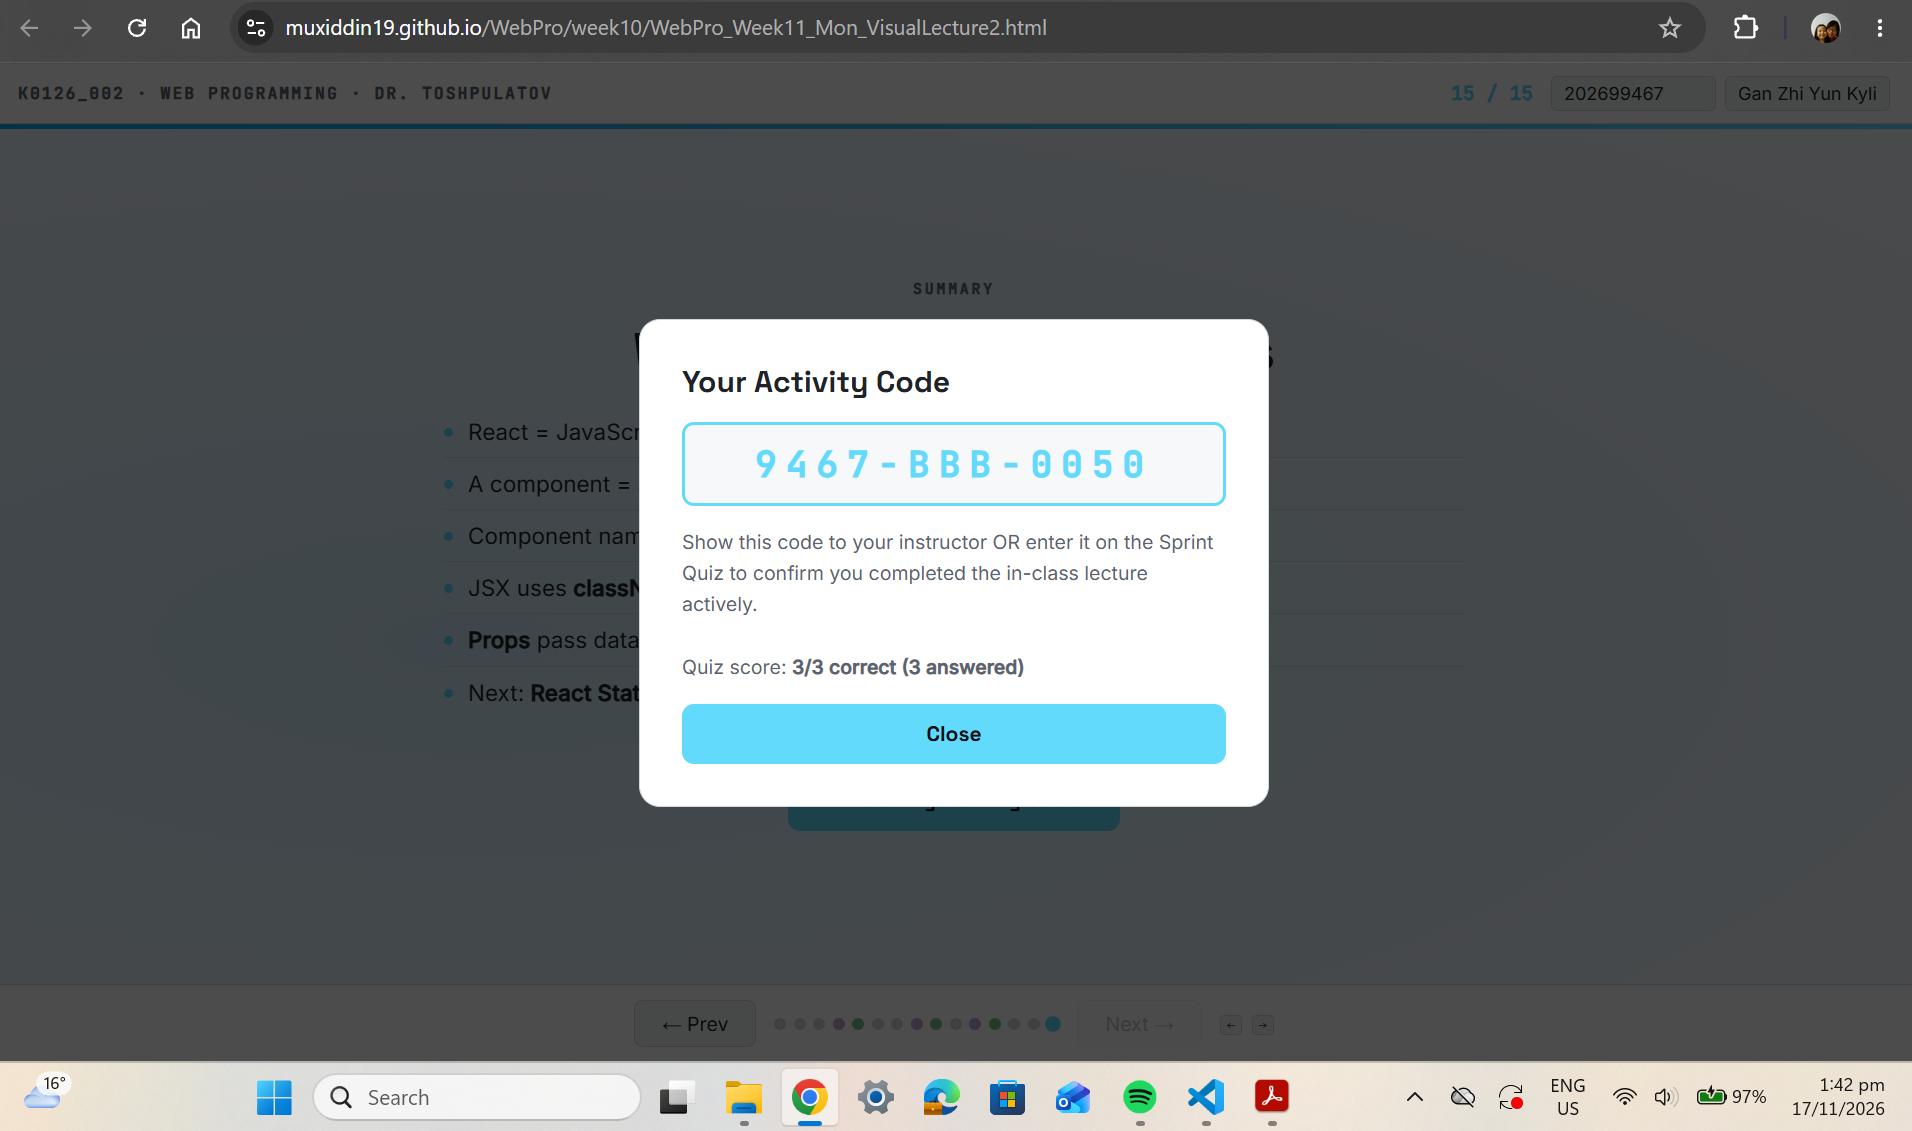 muxiddin19.github.io/WebPro/week10/WebPro_Week11_Mon_VisualLecture2.html
K0126_002 · WEB PROGRAMMING · DR. TOSHPULATOV
15 / 15
202699467
Gan Zhi Yun Kyli
SUMMARY
Your Activity Code
9467-BBB-0050
Show this code to your instructor OR enter it on the Sprint
Quiz to confirm you completed the in-class lecture
actively.
Quiz score: 3/3 correct (3 answered)
Close
React = JavaScr
A component =
Component nam
JSX uses classN
Props pass data
Next: React Stat
← Prev
Next →
16°
Search
ENG
US
97%
1:42 pm
17/11/2026